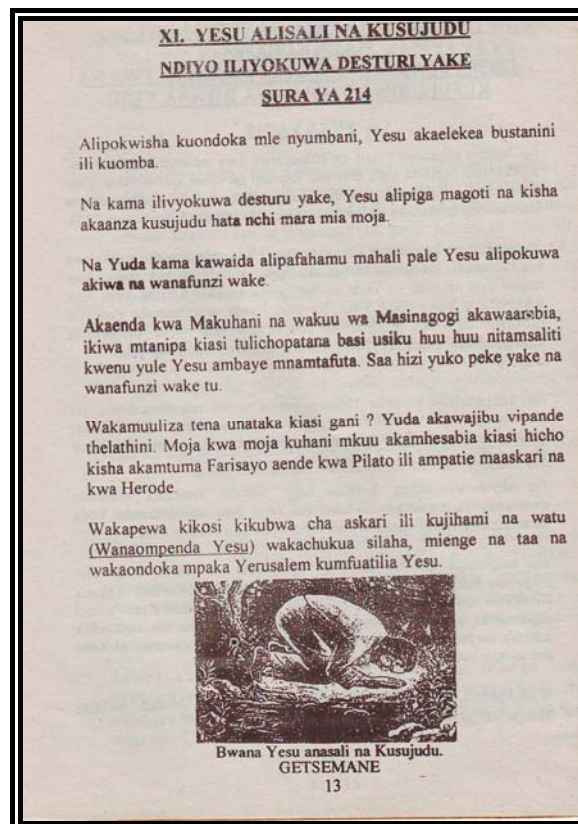 XI. YESU ALISALI NA KUSUJUDU
NDIYO ILIYOKUWA DESTURI YAKE
SURA YA 214
Alipokwisha kuondoka mle nyumbani, Yesu akaelekea bustanini
ili kuomba.
Na kama ilivyokuwa desturu yake, Yesu alipiga magoti na kisha
akaanza kusujudu hata nchi mara mia moja.
Na Yuda kama kawaida alipafahamu mahali pale Yesu alipokuwa
akiwa na wanafunzi wake.
Akaenda kwa Makuhani na wakuu wa Masinagogi akawaambia,
ikiwa mtanipa kiasi tulichopatana basi usiku huu huu nitamsaliti
kwenu yule Yesu ambaye mnamtafuta. Saa hizi yuko peke yake na
wanafunzi wake tu.
Wakamuuliza tena unataka kiasi gani ? Yuda akawajibu vipande
thelathini. Moja kwa moja kuhani mkuu akamhesabia kiasi hicho
kisha akamtuma Farisayo aende kwa Pilato ili ampatie maaskari na
kwa Herode.
Wakapewa kikosi kikubwa cha askari ili kujihami na watu
(Wanaompenda Yesu) wakachukua silaha, mienge na taa na
wakaondoka mpaka Yerusalem kumfuatilia Yesu.
Bwana Yesu anasali na Kusujudu.
GETSEMANE
13